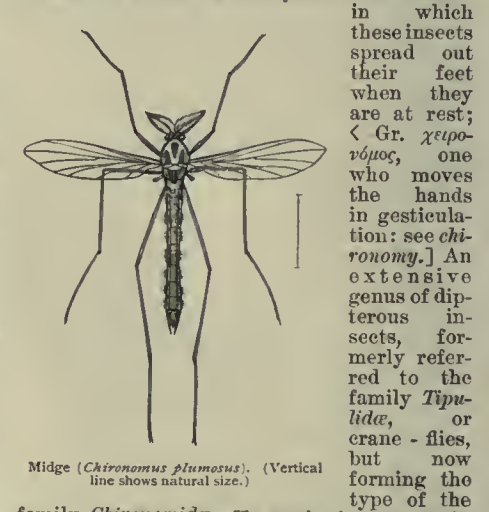 in which
these insects
spread out
their feet
when they
are at rest;
< Gr. χειρο-
νόμος, one
who moves
the hands
in gesticula-
tion: see chi-
ronomy.] An
extensive
genus of dip-
terous in-
sects, for-
merly refer-
red to the
family Tipu-
lidæ, or
crane-flies,
but now
forming the
type of the
Midge (Chironomus plumosus). (Vertical
line shows natural size.)